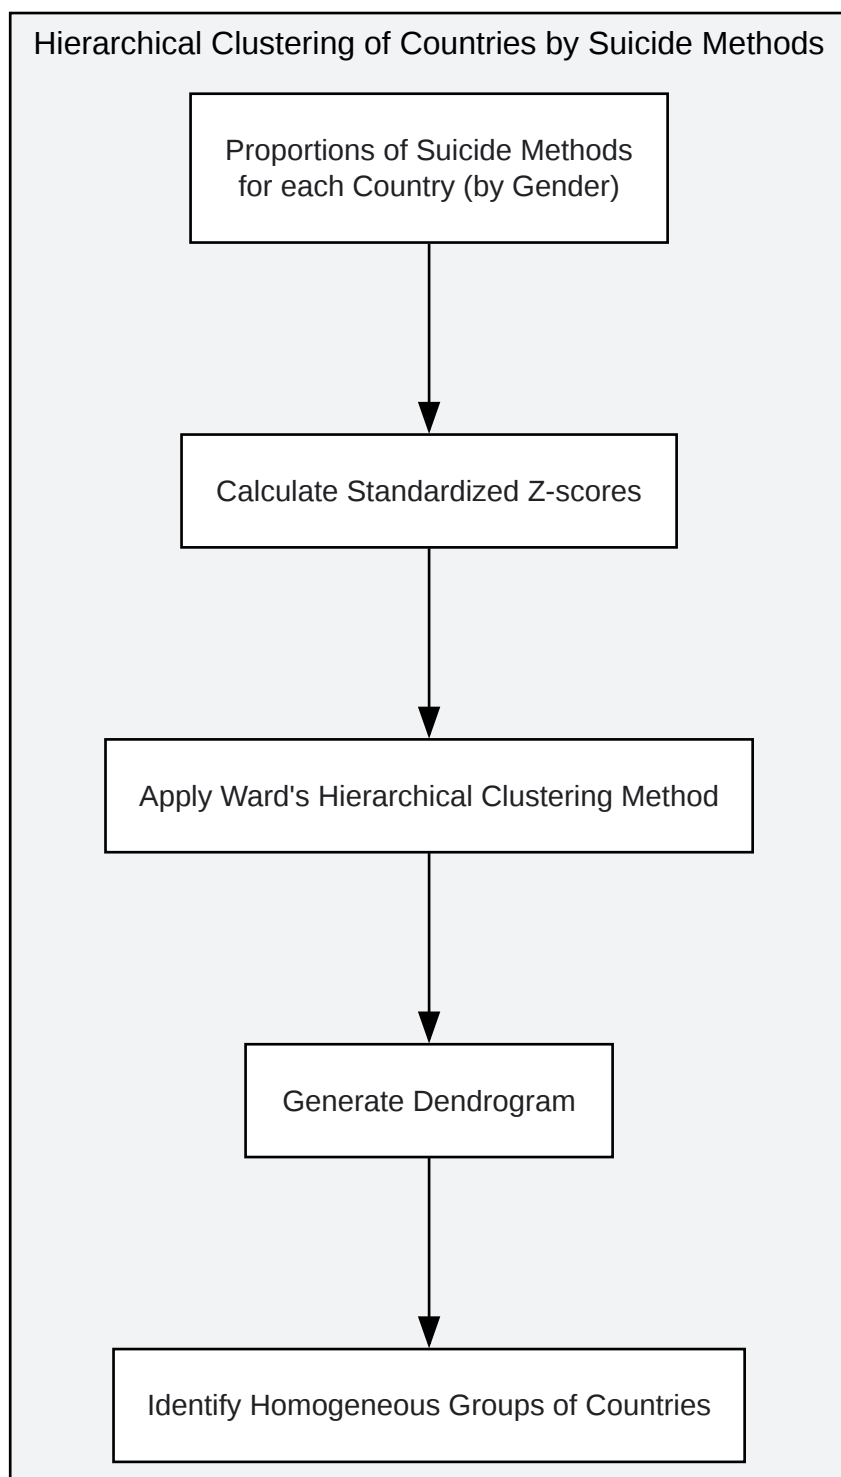 Hierarchical Clustering of Countries by Suicide Methods
Proportions of Suicide Methods
for each Country (by Gender)
Calculate Standardized Z-scores
Apply Ward's Hierarchical Clustering Method
Generate Dendrogram
Identify Homogeneous Groups of Countries